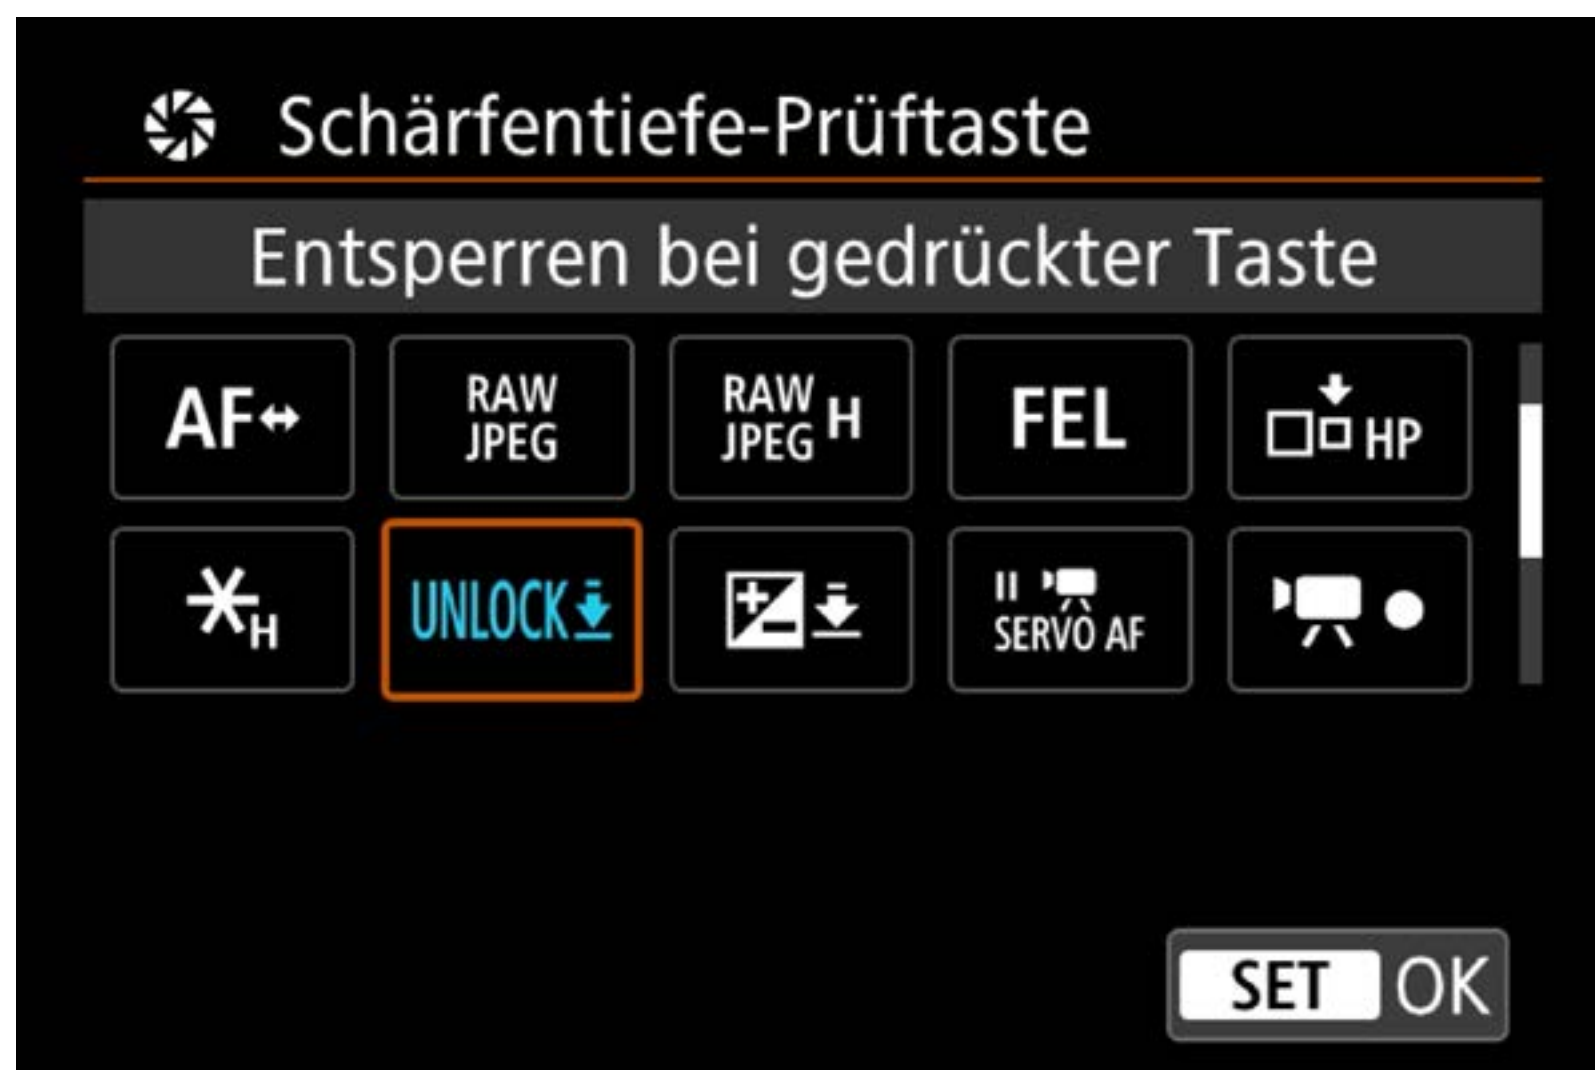 Schärfentiefe-Prüftaste
Entsperren bei gedrückter Taste
AF↔
RAW
JPEG
RAW
JPEG H
FEL
HP
H
UNLOCK
SERVO AF
SET OK